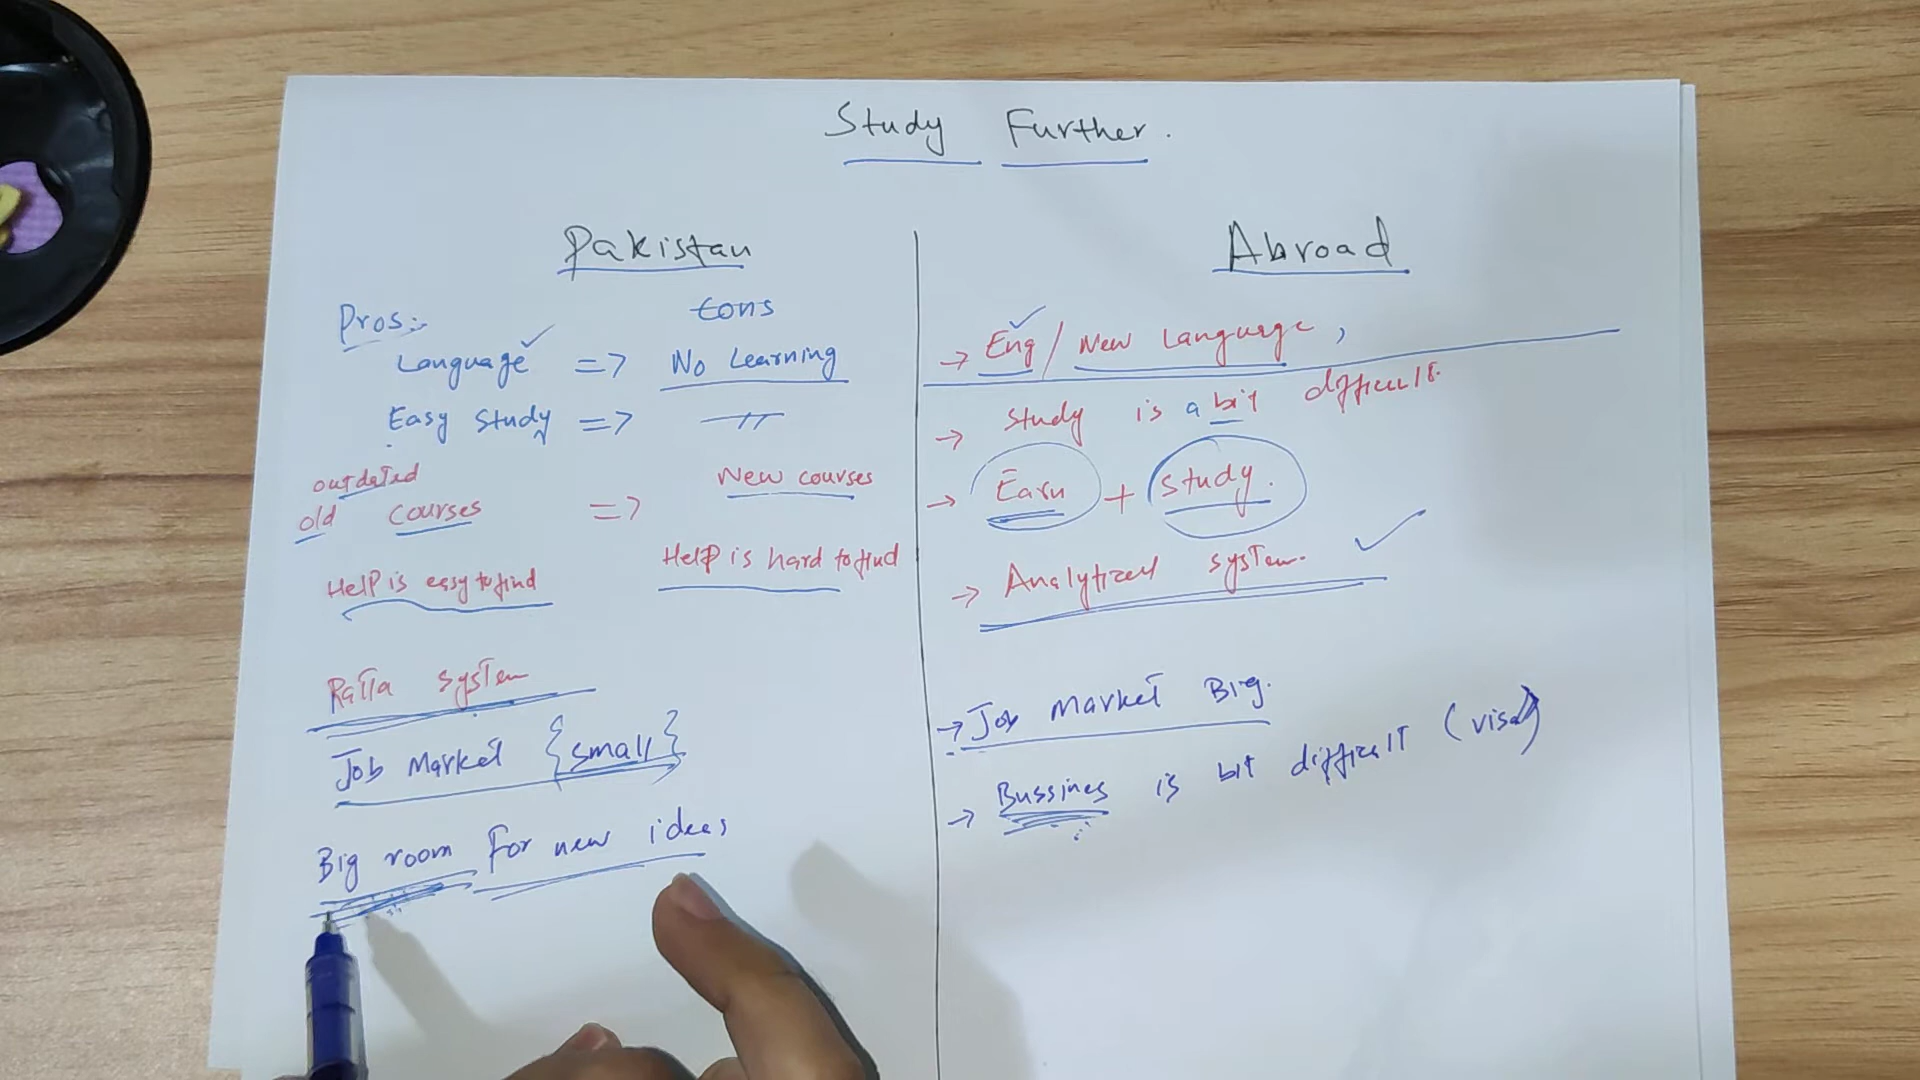 Study Further.
Pakistan
Pros:-
Cons
Language => No Learning
Easy Study => —//—
outdated
old courses => New courses
Help is easy to find
Help is hard to find
Ratta system
Job Market {small}
Big room for new ideas
Abroad
→ Eng / New Language,
→ Study is a bit difficult.
→ Earn + study.
→ Analytized system.
→ Job Market Big.
→ Bussines is bit difficult (visa)